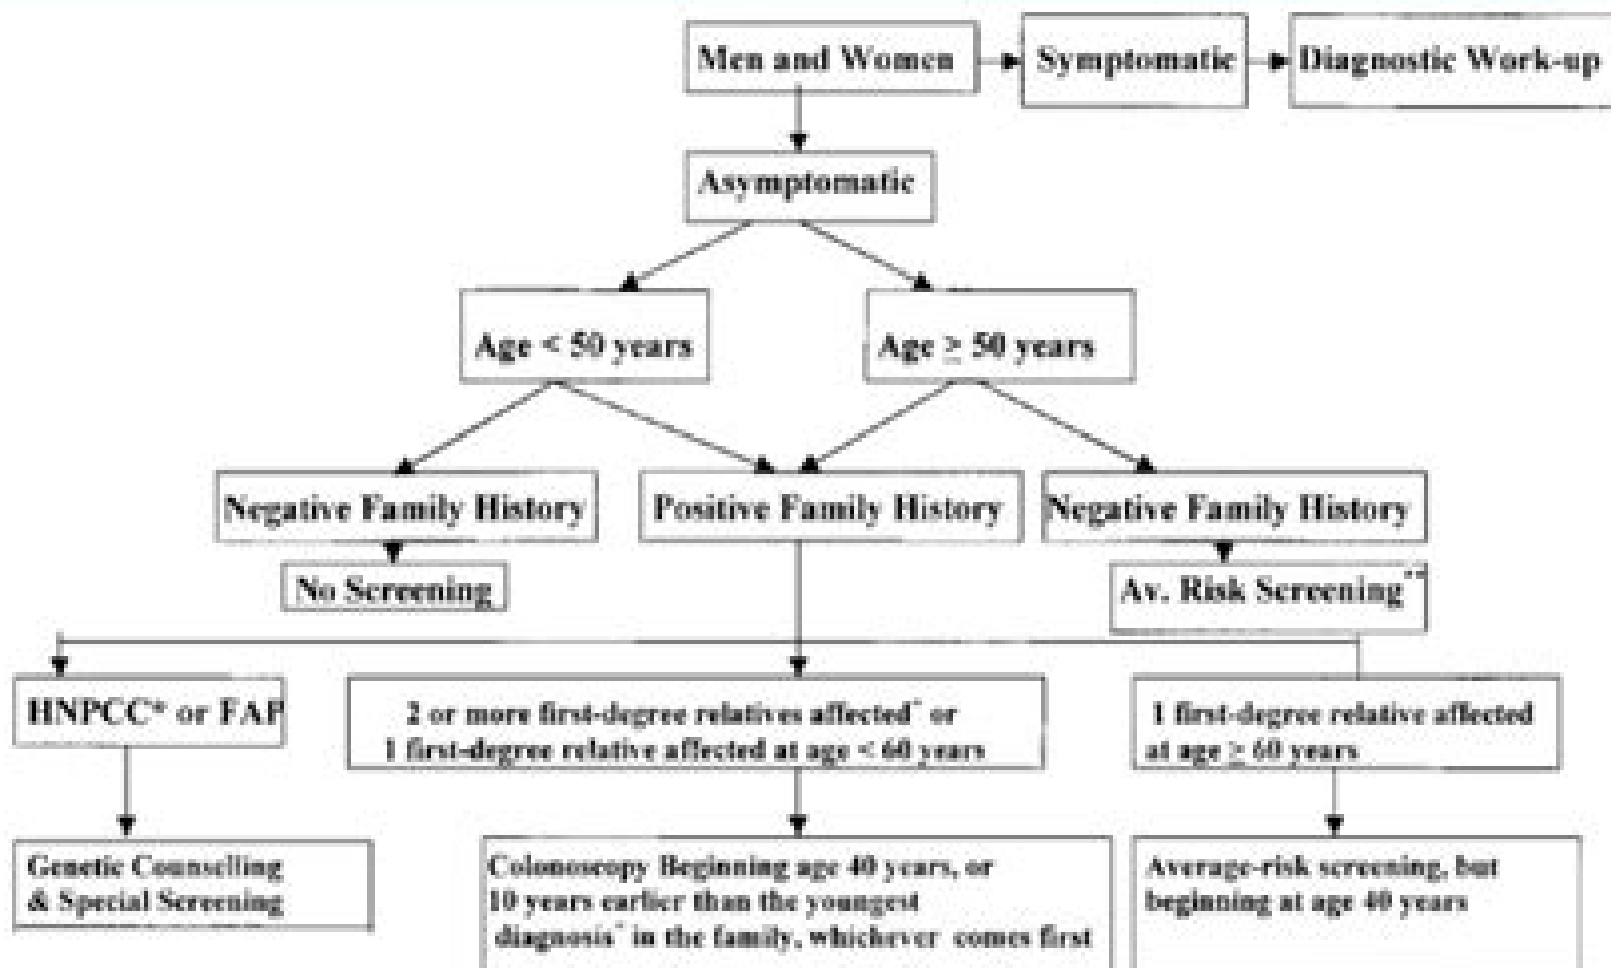 Men and Women
Symptomatic
Diagnostic Work-up
Asymptomatic
Age < 50 years
Age ≥ 50 years
Negative Family History
Positive Family History
Negative Family History
No Screening
Av. Risk Screening**
HNPCC* or FAP
2 or more first-degree relatives affected^ or
1 first-degree relative affected at age < 60 years
1 first-degree relative affected
at age ≥ 60 years
Genetic Counselling
& Special Screening
Colonoscopy Beginning age 40 years, or
10 years earlier than the youngest
diagnosis^ in the family, whichever comes first
Average-risk screening, but
beginning at age 40 years